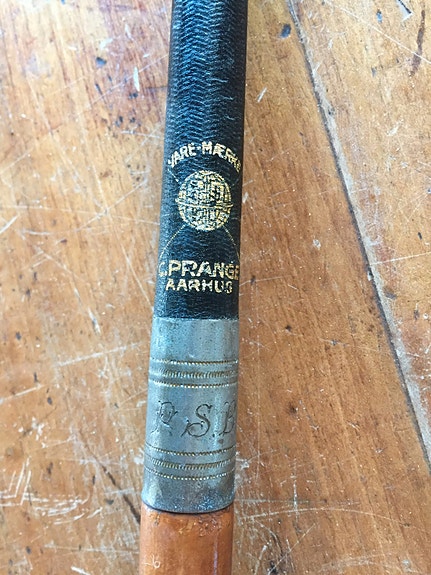 VARE-MÆRKE
C.PRANGE
AARHUS
P. S. B